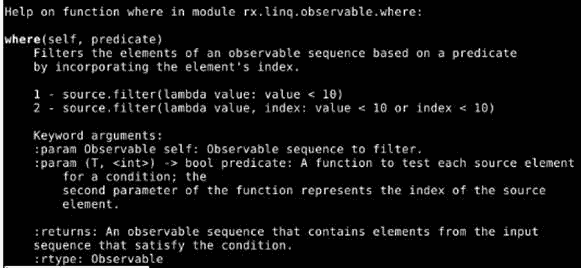 Help on function where in module rx.linq.observable.where:
where(self, predicate)
Filters the elements of an observable sequence based on a predicate
by incorporating the element's index.
1 - source.filter(lambda value: value < 10)
2 - source.filter(lambda value, index: value < 10 or index < 10)
Keyword arguments:
:param Observable self: Observable sequence to filter.
:param (T, <int>) -> bool predicate: A function to test each source element
for a condition; the
second parameter of the function represents the index of the source
element.
:returns: An observable sequence that contains elements from the input
sequence that satisfy the condition.
:rtype: Observable